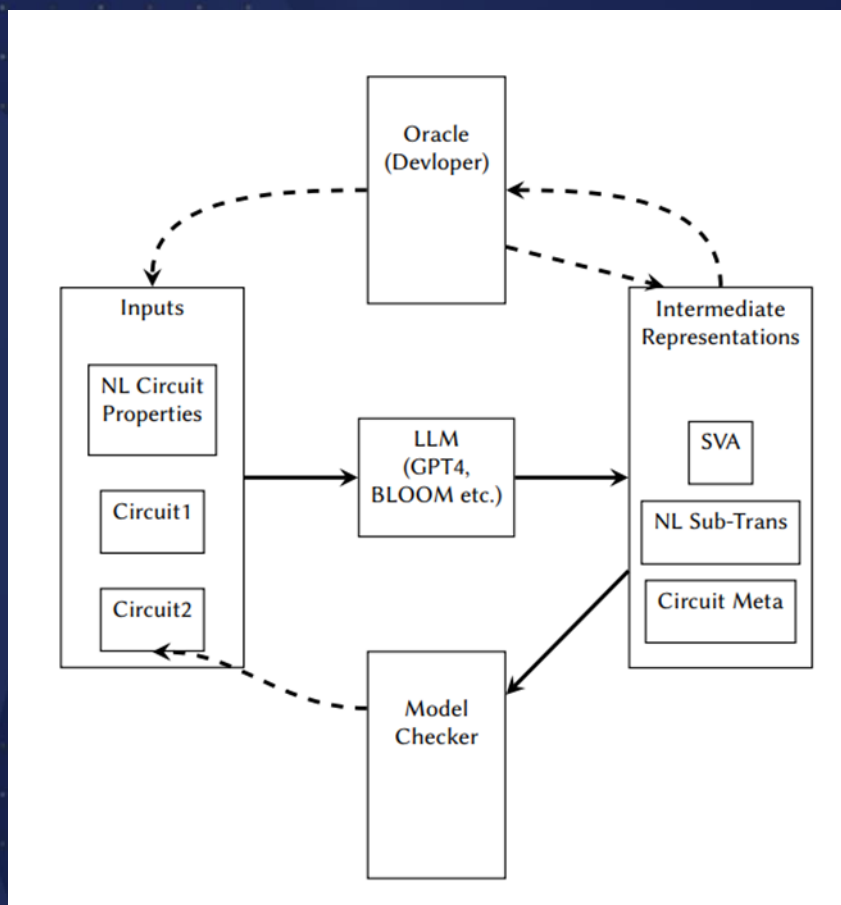 Oracle
(Devloper)
Inputs
NL Circuit
Properties
Circuit1
Circuit2
LLM
(GPT4,
BLOOM etc.)
Intermediate
Representations
SVA
NL Sub-Trans
Circuit Meta
Model
Checker